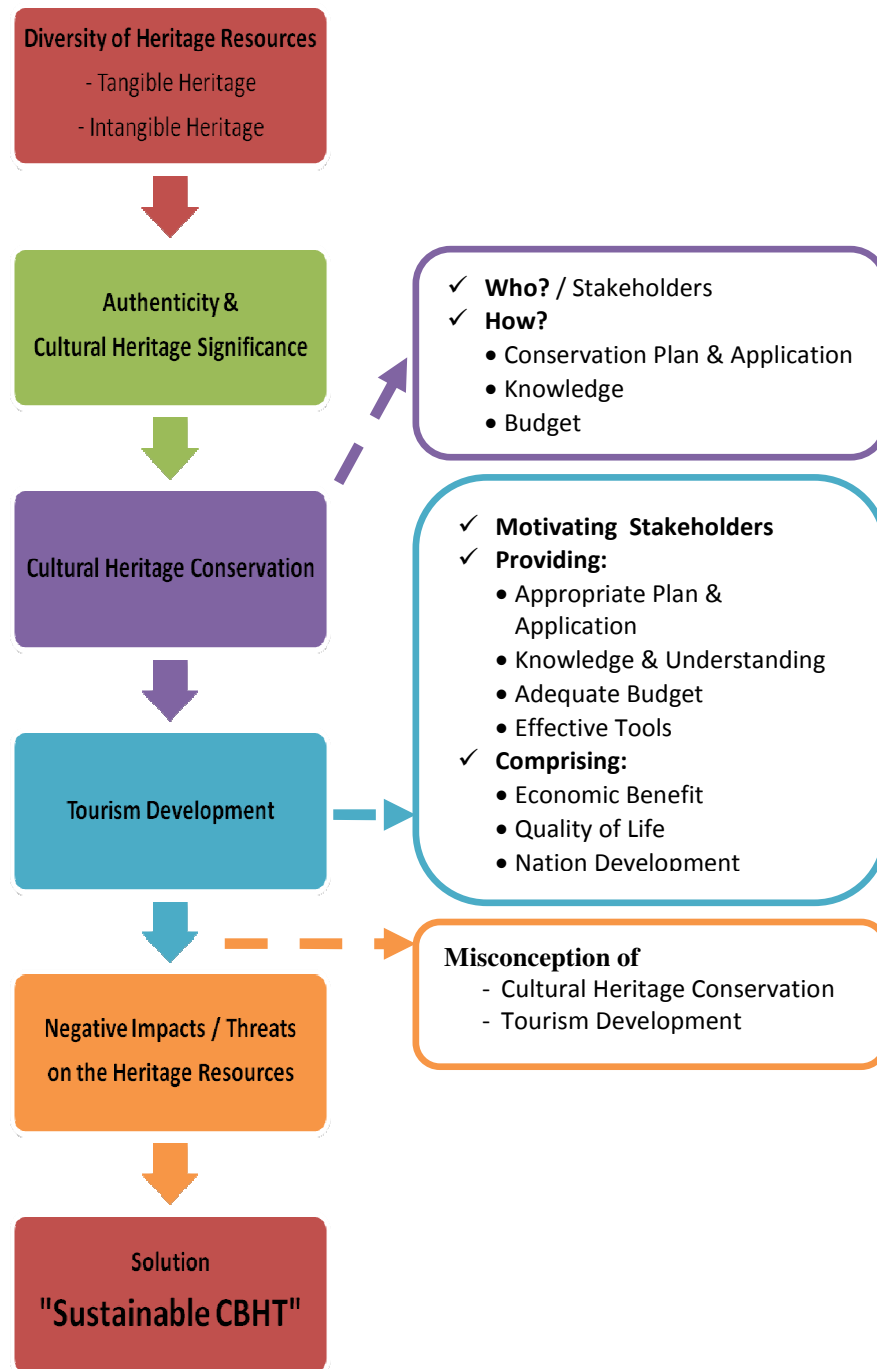 Diversity of Heritage Resources
- Tangible Heritage
- Intangible Heritage
Authenticity &
Cultural Heritage Significance
✓ Who? / Stakeholders
✓ How?
• Conservation Plan & Application
• Knowledge
• Budget
Cultural Heritage Conservation
✓ Motivating Stakeholders
✓ Providing:
• Appropriate Plan &
Application
• Knowledge & Understanding
• Adequate Budget
• Effective Tools
✓ Comprising:
• Economic Benefit
• Quality of Life
• Nation Development
Tourism Development
Misconception of
- Cultural Heritage Conservation
- Tourism Development
Negative Impacts / Threats
on the Heritage Resources
Solution
"Sustainable CBHT"